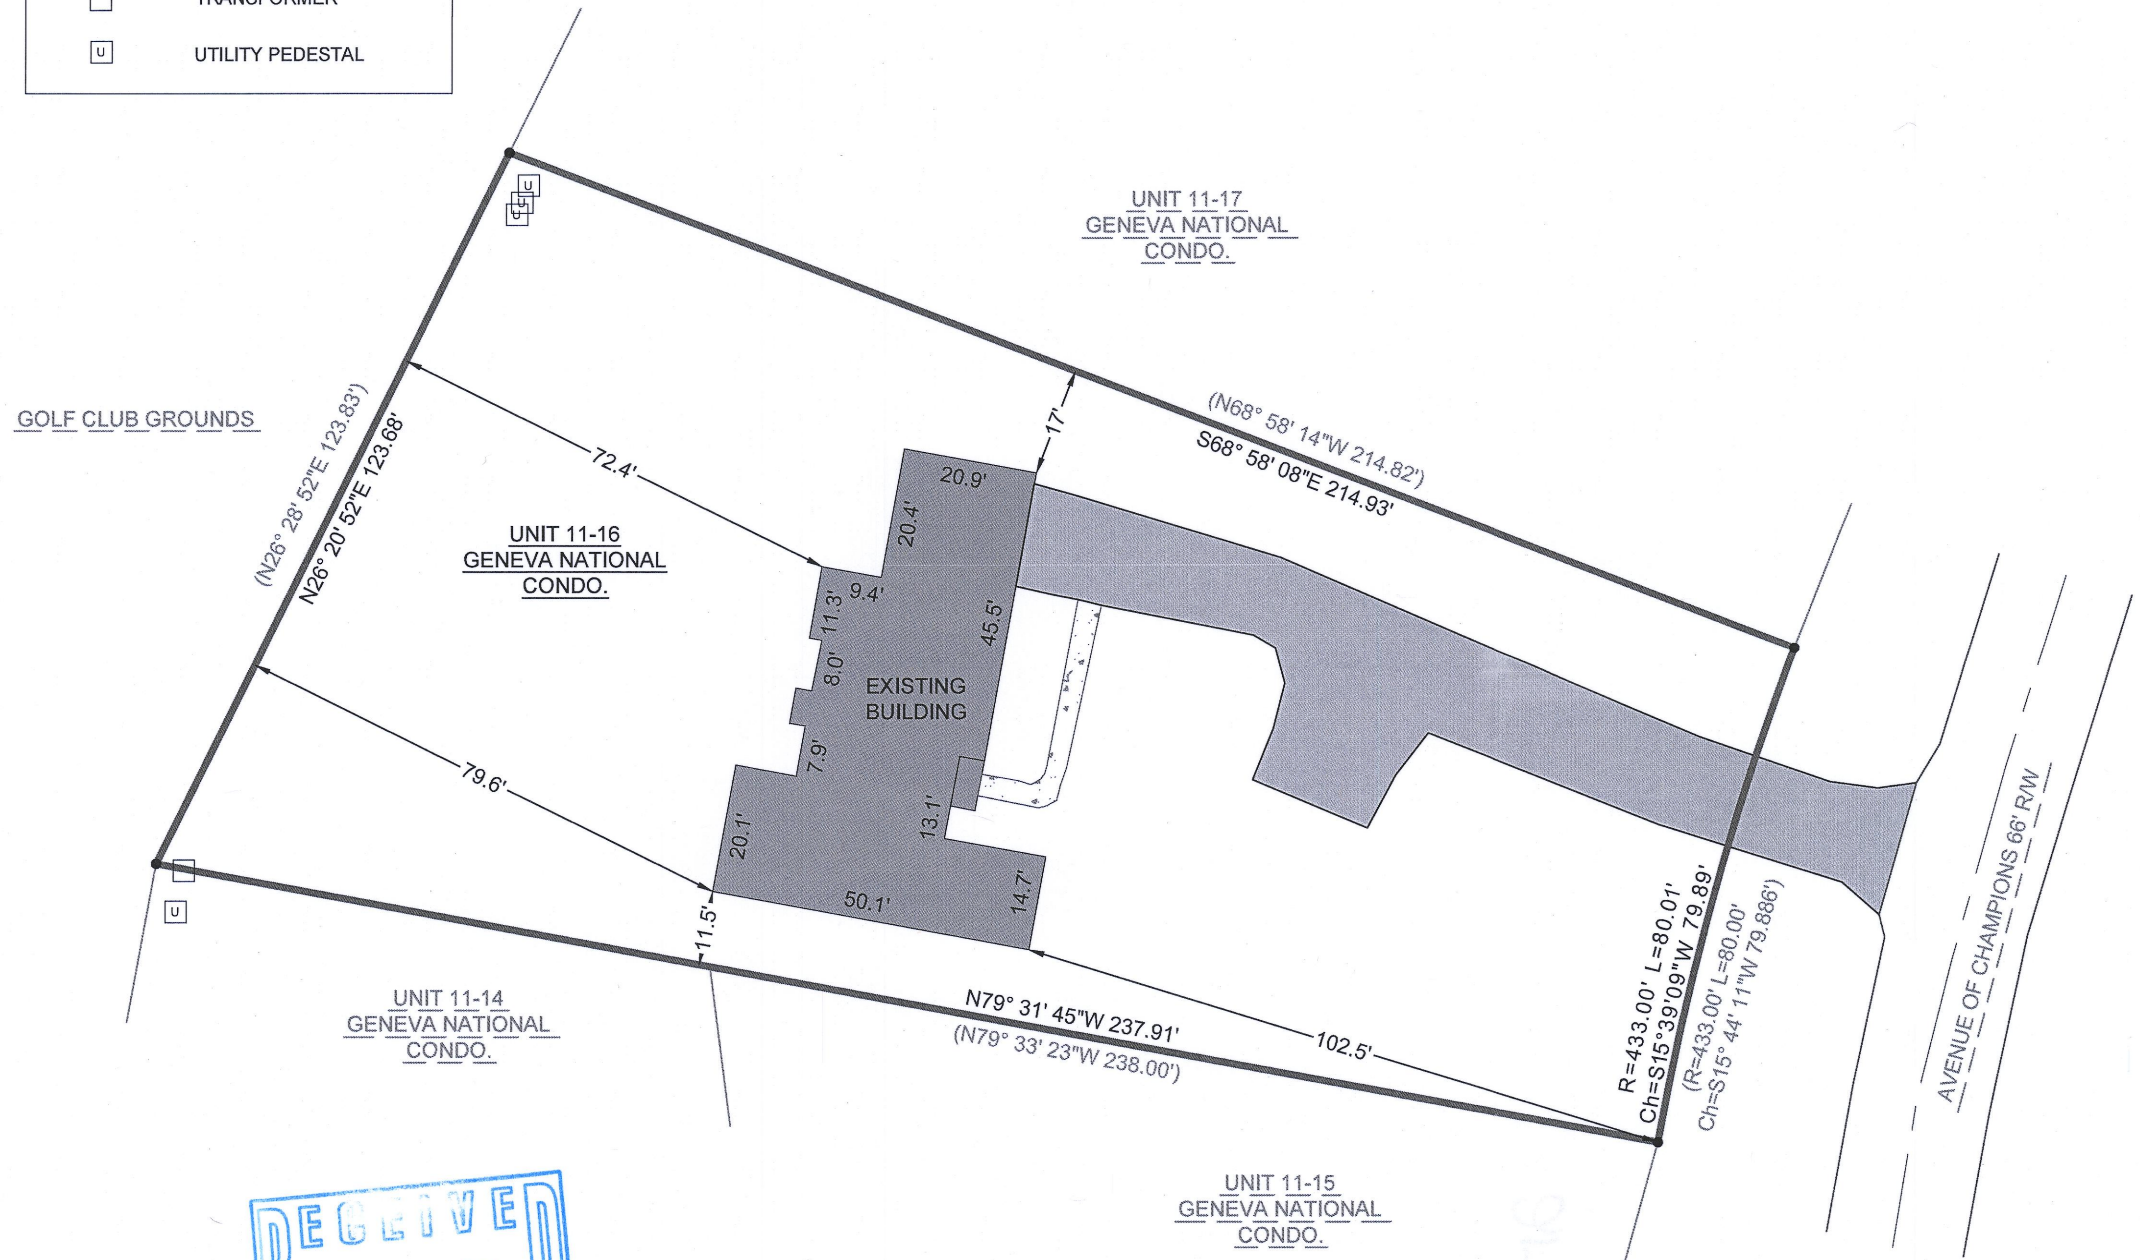 TRANSFORMER
U
UTILITY PEDESTAL
U
U
U
UNIT 11-17
GENEVA NATIONAL
CONDO.
GOLF CLUB GROUNDS
(N26° 28' 52"E 123.83')
N26° 20' 52"E 123.68'
72.4'
17'
(N68° 58' 14"W 214.82')
S68° 58' 08"E 214.93'
UNIT 11-16
GENEVA NATIONAL
CONDO.
20.9'
20.4'
9.4'
11.3'
45.5'
8.0'
EXISTING
BUILDING
7.9'
79.6'
20.1'
13.1'
50.1'
14.7'
11.5'
U
UNIT 11-14
GENEVA NATIONAL
CONDO.
N79° 31' 45"W 237.91'
(N79° 33' 23"W 238.00')
102.5'
R=433.00' L=80.01'
Ch=S15°39'09"W 79.89'
(R=433.00' L=80.00'
Ch=S15° 44' 11"W 79.886')
AVENUE OF CHAMPIONS 66' R/W
UNIT 11-15
GENEVA NATIONAL
CONDO.